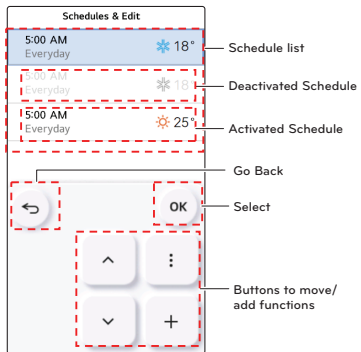 Schedules & Edit
5:00 AM
Everyday
18°
Schedule list
5:00 AM
Everyday
18°
Deactivated Schedule
5:00 AM
Everyday
25°
Activated Schedule
Go Back
OK
Select
Buttons to move/
add functions